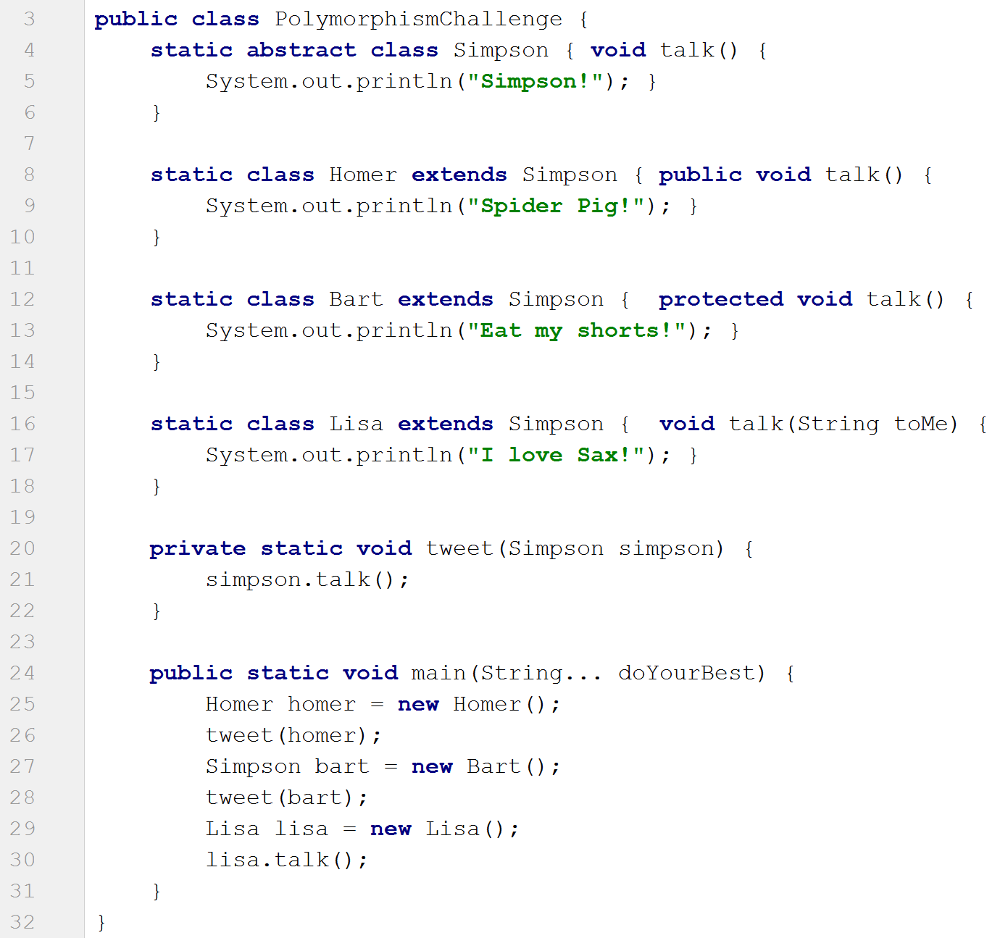 3 public class PolymorphismChallenge {
4 static abstract class Simpson { void talk() {
5 System.out.println("Simpson!"); }
6 }
7
8 static class Homer extends Simpson { public void talk() {
9 System.out.println("Spider Pig!"); }
10 }
11
12 static class Bart extends Simpson {  protected void talk() {
13 System.out.println("Eat my shorts!"); }
14 }
15
16 static class Lisa extends Simpson {  void talk(String toMe) {
17 System.out.println("I love Sax!"); }
18 }
19
20 private static void tweet(Simpson simpson) {
21 simpson.talk();
22 }
23
24 public static void main(String... doYourBest) {
25 Homer homer = new Homer();
26 tweet(homer);
27 Simpson bart = new Bart();
28 tweet(bart);
29 Lisa lisa = new Lisa();
30 lisa.talk();
31 }
32 }